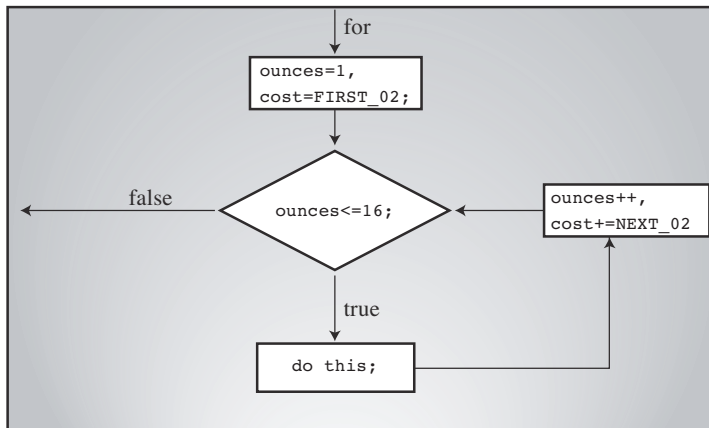 for
ounces=1,
cost=FIRST_02;
false
ounces<=16;
ounces++,
cost+=NEXT_02
true
do this;